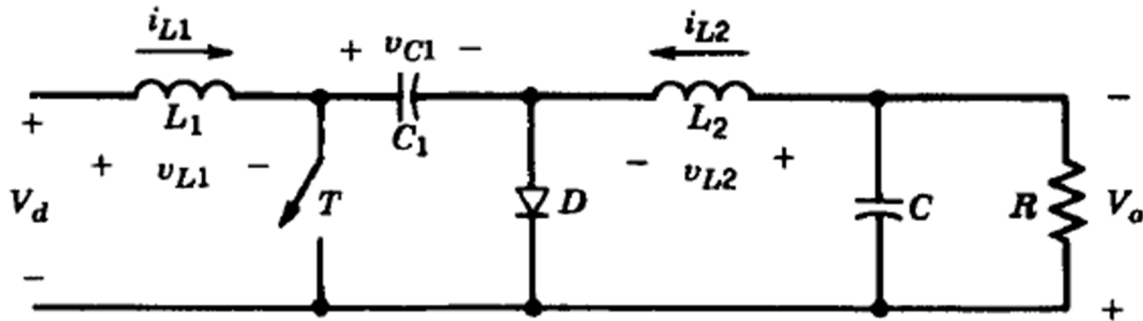 i_{L1} i_{L2}
+ v_{C1} −
L_1 C_1 L_2 −
+ + v_{L1} − − v_{L2} +
V_d T D C R V_o
− +